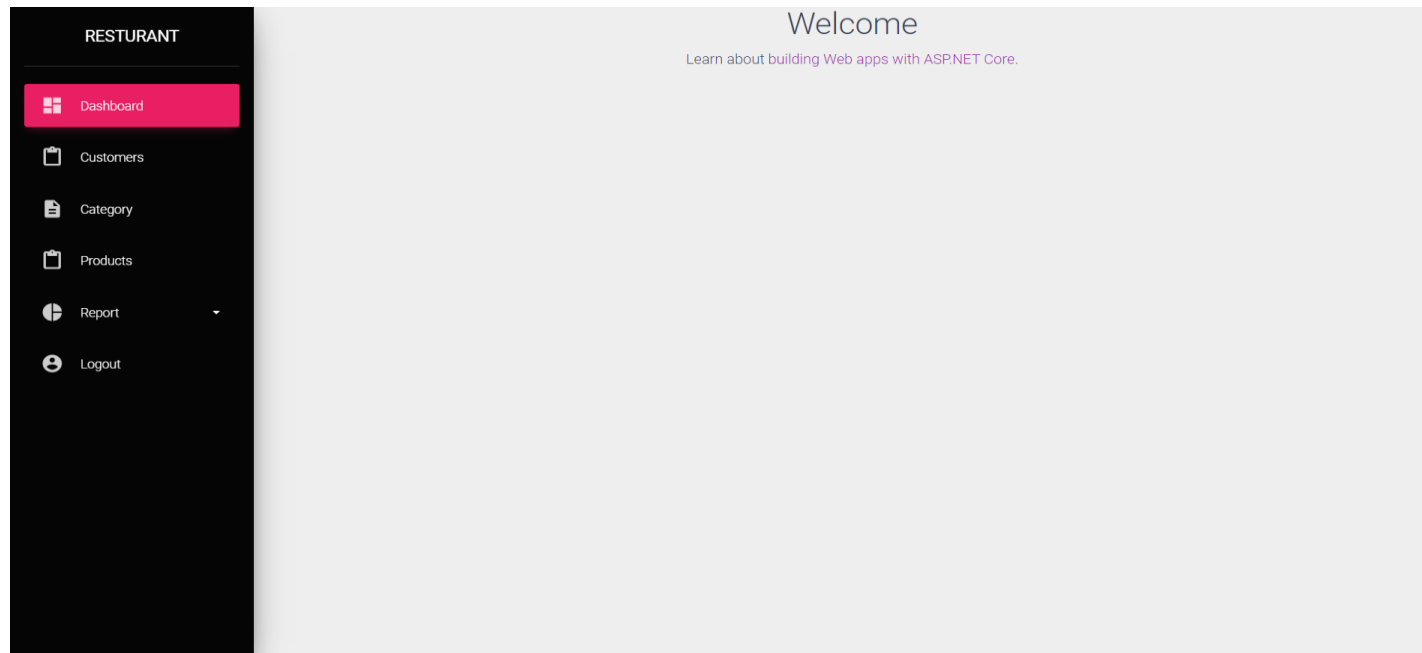 RESTURANT
Dashboard
Customers
Category
Products
Report
Logout
Welcome
Learn about building Web apps with ASP.NET Core.